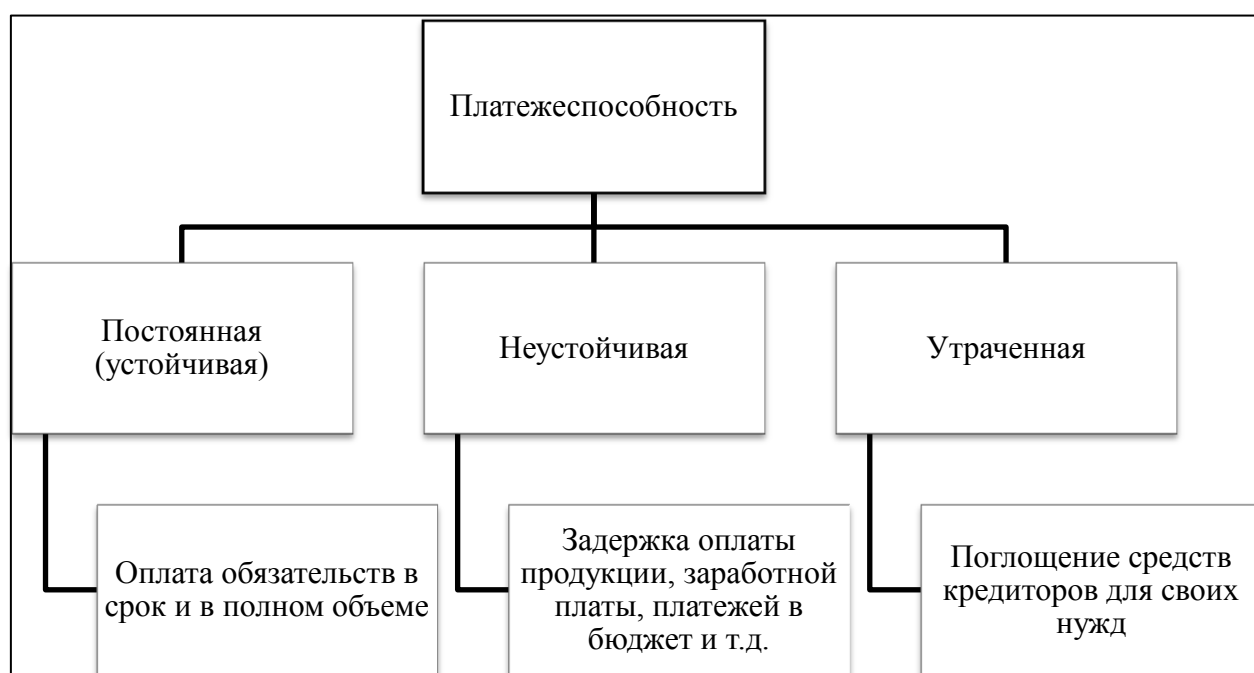 Платежеспособность
Постоянная
(устойчивая)
Неустойчивая
Утраченная
Оплата обязательств в
срок и в полном объеме
Задержка оплаты
продукции, заработной
платы, платежей в
бюджет и т.д.
Поглощение средств
кредиторов для своих
нужд